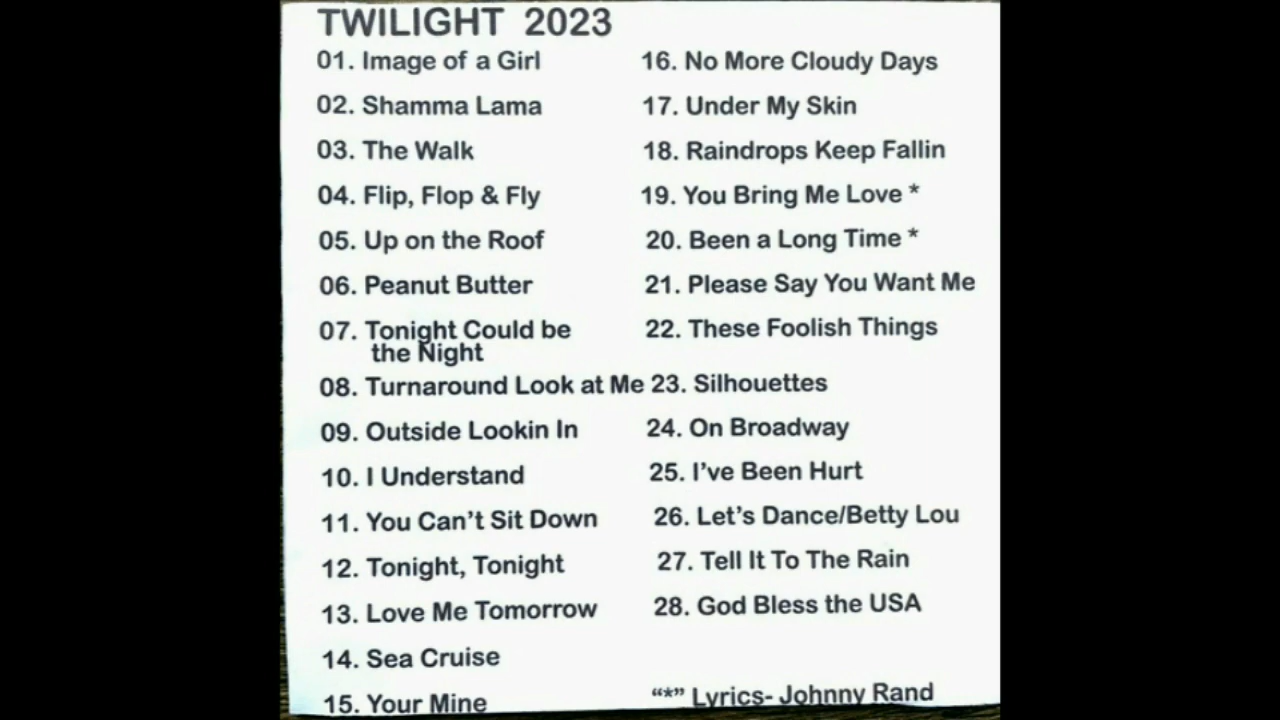 TWILIGHT 2023
01. Image of a Girl
02. Shamma Lama
03. The Walk
04. Flip, Flop & Fly
05. Up on the Roof
06. Peanut Butter
07. Tonight Could be
the Night
08. Turnaround Look at Me
09. Outside Lookin In
10. I Understand
11. You Can’t Sit Down
12. Tonight, Tonight
13. Love Me Tomorrow
14. Sea Cruise
15. Your Mine
16. No More Cloudy Days
17. Under My Skin
18. Raindrops Keep Fallin
19. You Bring Me Love *
20. Been a Long Time *
21. Please Say You Want Me
22. These Foolish Things
23. Silhouettes
24. On Broadway
25. I’ve Been Hurt
26. Let’s Dance/Betty Lou
27. Tell It To The Rain
28. God Bless the USA
“*” Lyrics- Johnny Rand